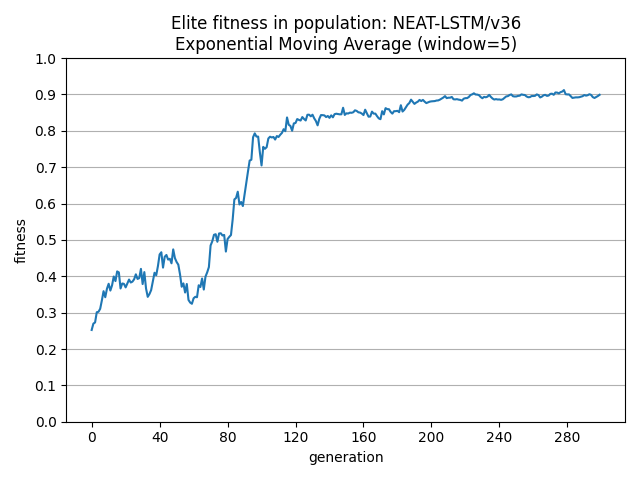 Elite fitness in population: NEAT-LSTM/v36
Exponential Moving Average (window=5)
1.0
0.9
0.8
0.7
0.6
0.5
0.4
0.3
0.2
0.1
0.0
fitness
0 40 80 120 160 200 240 280
generation